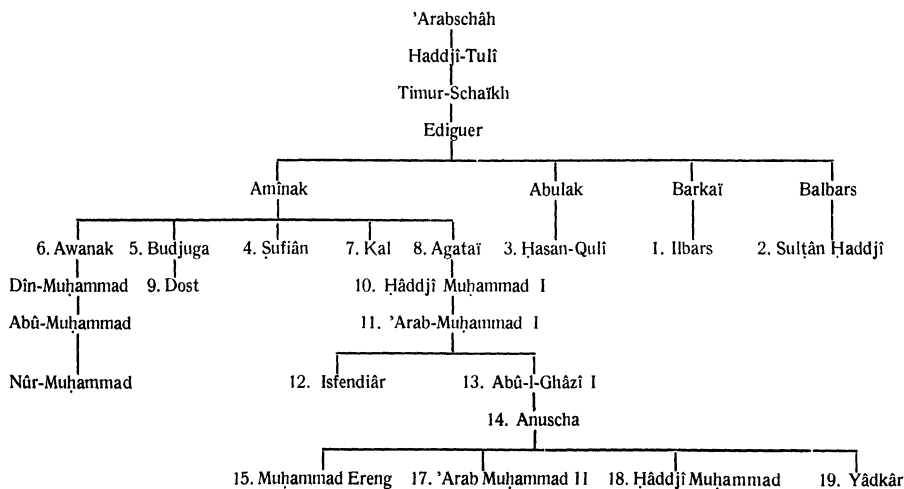 'Arabschâh
Haddjî-Tulî
Timur-Schaïkh
Ediguer
Amînak Abulak Barkaï Balbars
6. Awanak 5. Budjuga 4. Ṣufiân 7. Kal 8. Agataï 3. Ḥasan-Qulî 1. Ilbars 2. Sulṭân Ḥaddjî
Dîn-Muḥammad 9. Dost 10. Ḥâddjî Muḥammad I
Abû-Muḥammad 11. 'Arab-Muḥammad I
Nûr-Muḥammad 12. Isfendiâr 13. Abû-l-Ghâzî I
14. Anuscha
15. Muḥammad Ereng 17. 'Arab Muḥammad II 18. Ḥâddjî Muḥammad 19. Yâdkâr